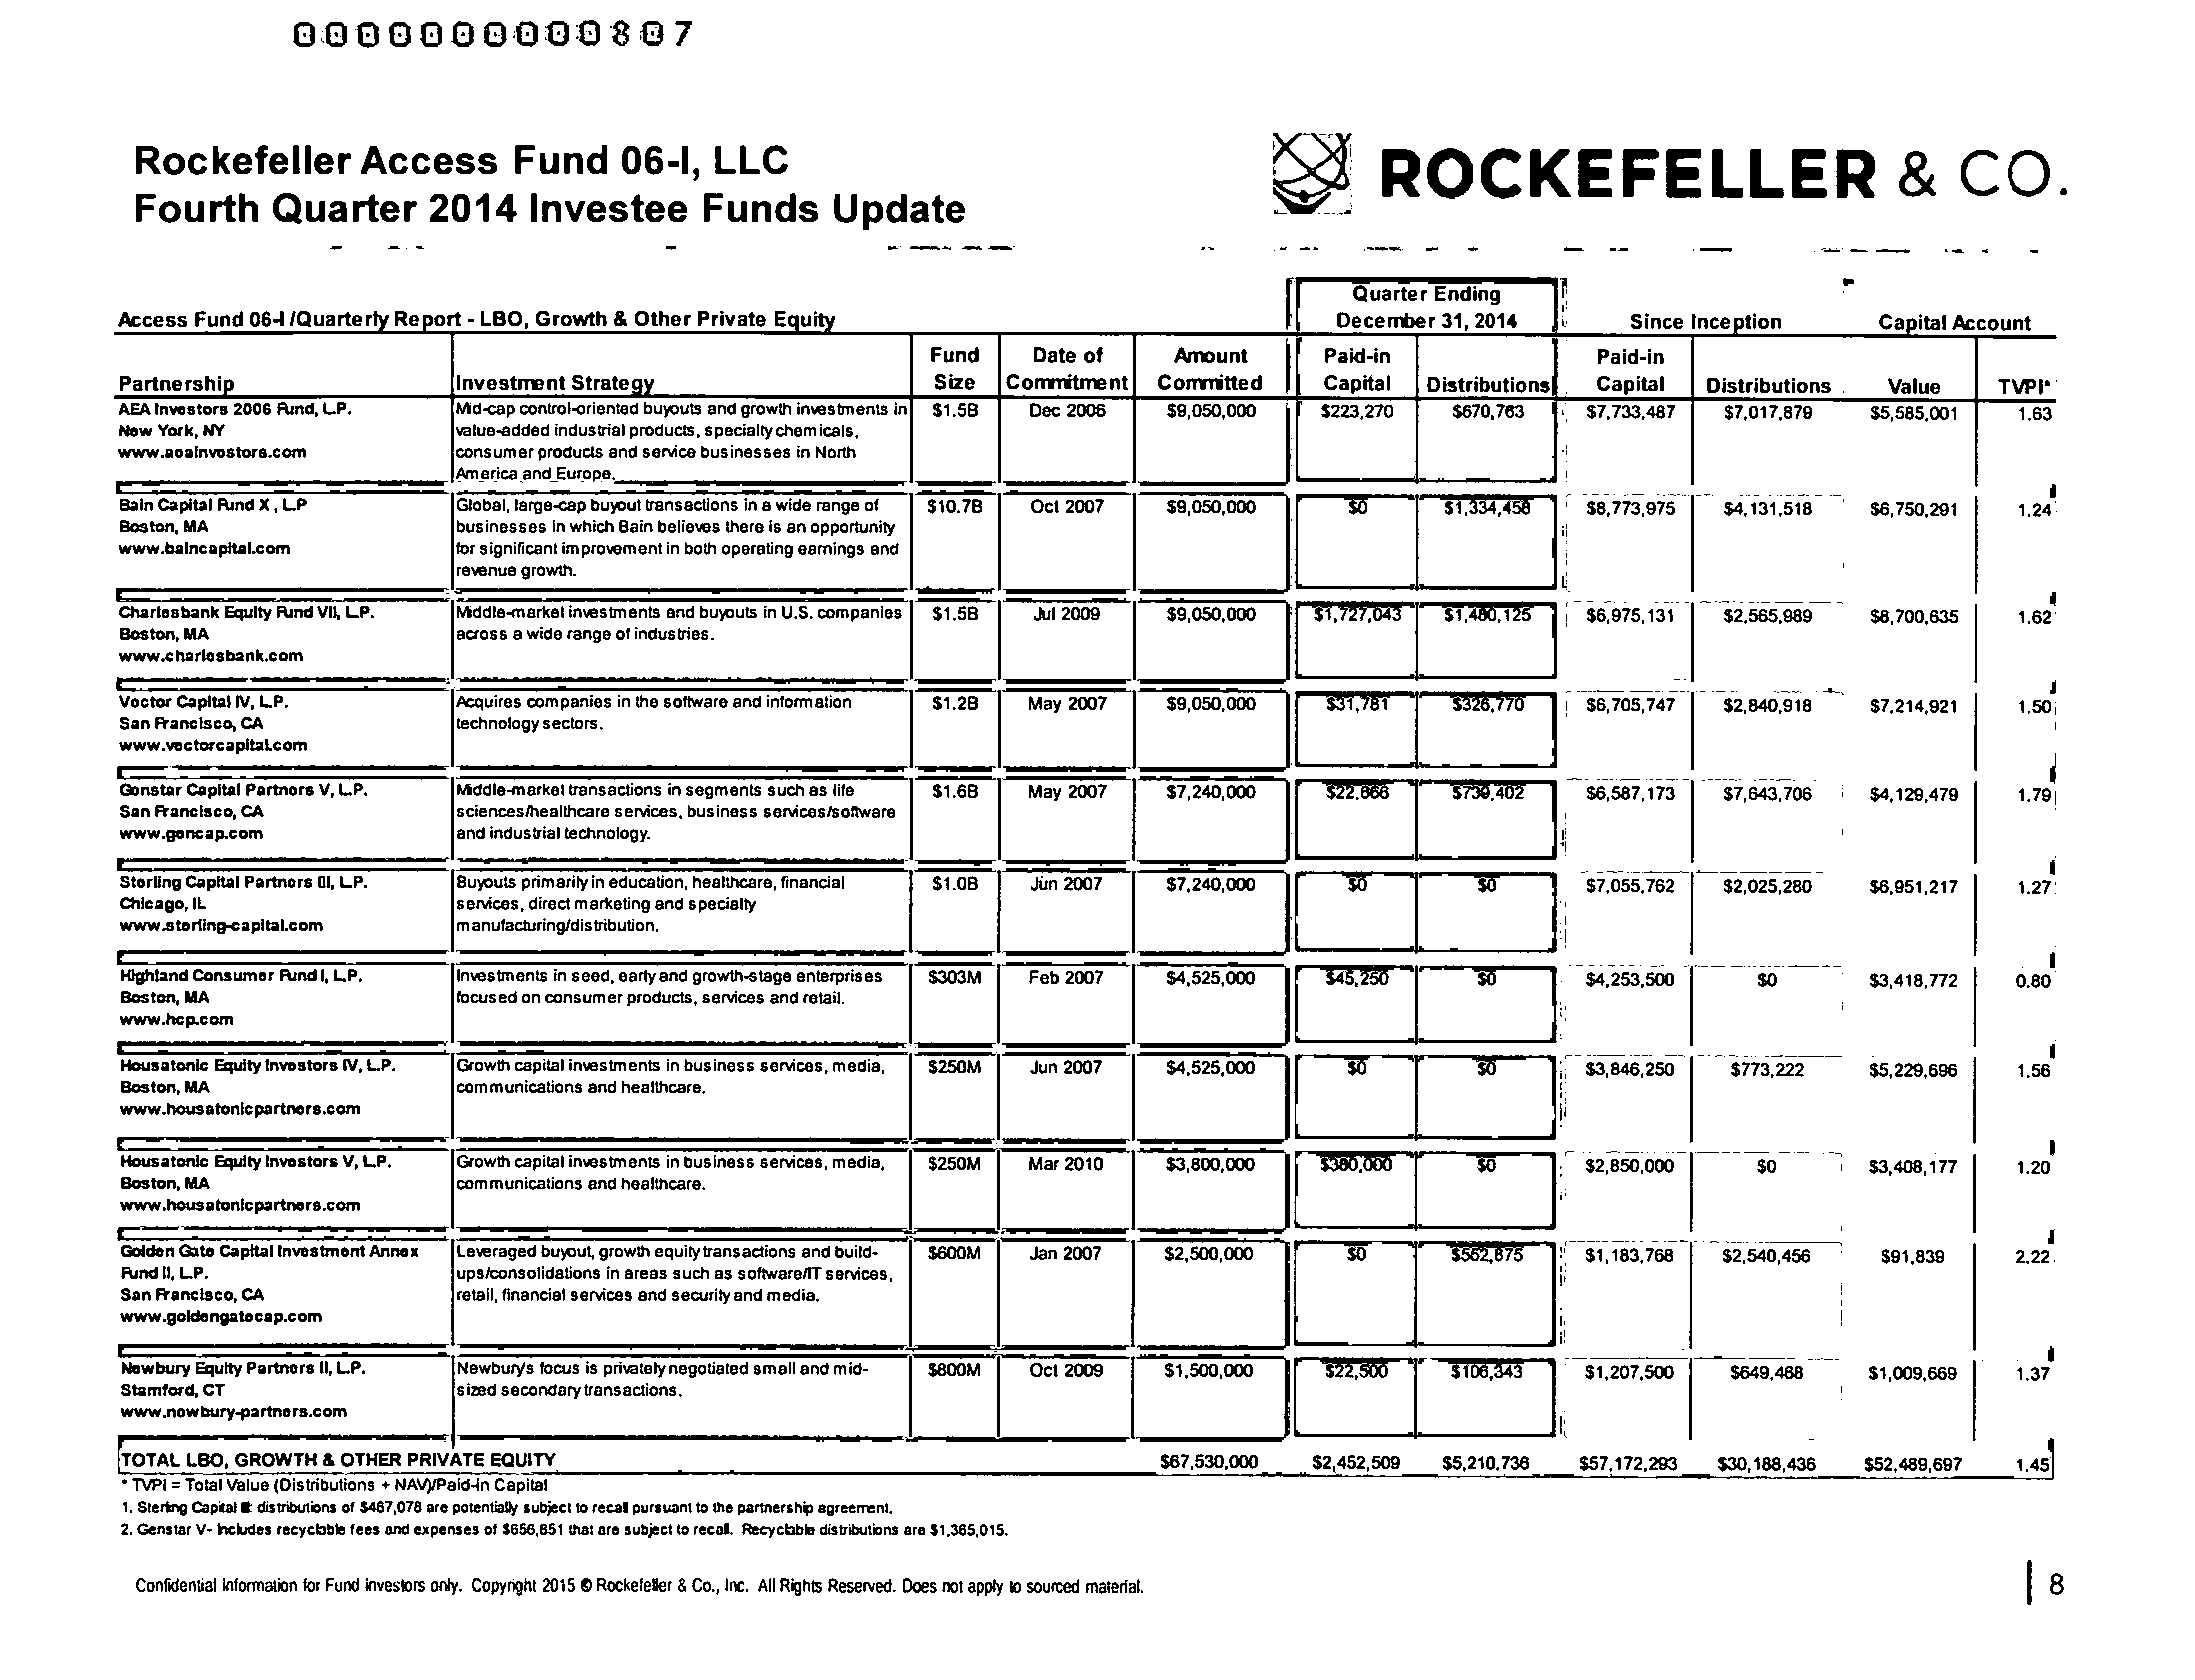 000000000807
Rockefeller Access Fund 06-I, LLC
Fourth Quarter 2014 Investee Funds Update
ROCKEFELLER & CO.
Quarter Ending
Access Fund 06-I /Quarterly Report - LBO, Growth & Other Private Equity December 31, 2014 Since Inception Capital Account
Fund Date of Amount Paid-in Paid-in
Partnership Investment Strategy Size Commitment Committed Capital Distributions Capital Distributions Value TVPI*
AEA Investors 2006 Fund, L.P. Mid-cap control-oriented buyouts and growth investments in $1.5B Dec 2006 $9,050,000 $223,270 $670,763 $7,733,487 $7,017,879 $5,585,001 1.63
New York, NY value-added industrial products, specialty chemicals,
www.aeainvestors.com consumer products and service businesses in North
America and Europe.
Bain Capital Fund X, L.P Global, large-cap buyout transactions in a wide range of $10.7B Oct 2007 $9,050,000 $0 $1,334,458 $8,773,975 $4,131,518 $6,750,291 1.24
Boston, MA businesses in which Bain believes there is an opportunity
www.baincapital.com for significant improvement in both operating earnings and
revenue growth.
Charlesbank Equity Fund VII, L.P. Middle-market investments and buyouts in U.S. companies $1.5B Jul 2009 $9,050,000 $1,727,043 $1,480,125 $6,975,131 $2,565,989 $8,700,635 1.62
Boston, MA across a wide range of industries.
www.charlesbank.com
Vector Capital IV, L.P. Acquires companies in the software and information $1.2B May 2007 $9,050,000 $31,781 $326,770 $6,705,747 $2,840,918 $7,214,921 1.50
San Francisco, CA technology sectors.
www.vectorcapital.com
Genstar Capital Partners V, L.P. Middle-market transactions in segments such as life $1.6B May 2007 $7,240,000 $22,666 $739,402 $6,587,173 $7,643,706 $4,129,479 1.79
San Francisco, CA sciences/healthcare services, business services/software
www.gencap.com and industrial technology.
Sterling Capital Partners III, L.P. Buyouts primarily in education, healthcare, financial $1.0B Jun 2007 $7,240,000 $0 $0 $7,055,762 $2,025,280 $6,951,217 1.27
Chicago, IL services, direct marketing and specialty
www.sterling-capital.com manufacturing/distribution.
Highland Consumer Fund I, L.P. Investments in seed, early and growth-stage enterprises $303M Feb 2007 $4,525,000 $45,250 $0 $4,253,500 $0 $3,418,772 0.80
Boston, MA focused on consumer products, services and retail.
www.hcp.com
Housatonic Equity Investors IV, L.P. Growth capital investments in business services, media, $250M Jun 2007 $4,525,000 $0 $0 $3,846,250 $773,222 $5,229,696 1.56
Boston, MA communications and healthcare.
www.housatonicpartners.com
Housatonic Equity Investors V, L.P. Growth capital investments in business services, media, $250M Mar 2010 $3,800,000 $380,000 $0 $2,850,000 $0 $3,408,177 1.20
Boston, MA communications and healthcare.
www.housatonicpartners.com
Golden Gate Capital Investment Annex Leveraged buyout, growth equity transactions and build- $600M Jan 2007 $2,500,000 $0 $552,875 $1,183,768 $2,540,456 $91,839 2.22
Fund II, L.P. ups/consolidations in areas such as software/IT services,
San Francisco, CA retail, financial services and security and media.
www.goldengatecap.com
Newbury Equity Partners II, L.P. Newbury's focus is privately negotiated small and mid- $800M Oct 2009 $1,500,000 $22,500 $106,343 $1,207,500 $649,468 $1,009,669 1.37
Stamford, CT sized secondary transactions.
www.newbury-partners.com
TOTAL LBO, GROWTH & OTHER PRIVATE EQUITY $67,530,000 $2,452,509 $5,210,736 $57,172,293 $30,188,436 $52,489,697 1.45
* TVPI = Total Value (Distributions + NAV)/Paid-in Capital
1. Sterling Capital III: distributions of $467,078 are potentially subject to recall pursuant to the partnership agreement.
2. Genstar V- Includes recyclable fees and expenses of $656,851 that are subject to recall. Recyclable distributions are $1,365,015.
Confidential Information for Fund investors only. Copyright 2015 © Rockefeller & Co., Inc. All Rights Reserved. Does not apply to sourced material.
8